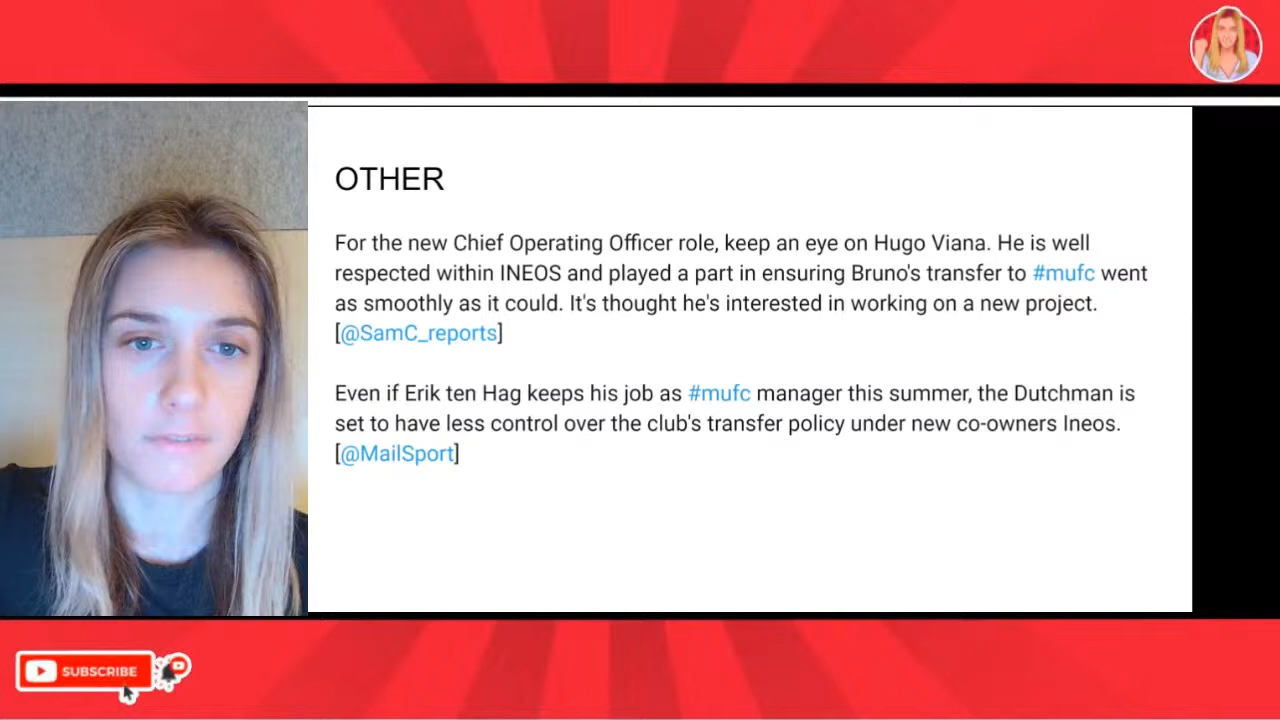 OTHER
For the new Chief Operating Officer role, keep an eye on Hugo Viana. He is well
respected within INEOS and played a part in ensuring Bruno's transfer to #mufc went
as smoothly as it could. It's thought he's interested in working on a new project.
[@SamC_reports]
Even if Erik ten Hag keeps his job as #mufc manager this summer, the Dutchman is
set to have less control over the club's transfer policy under new co-owners Ineos.
[@MailSport]
SUBSCRIBE